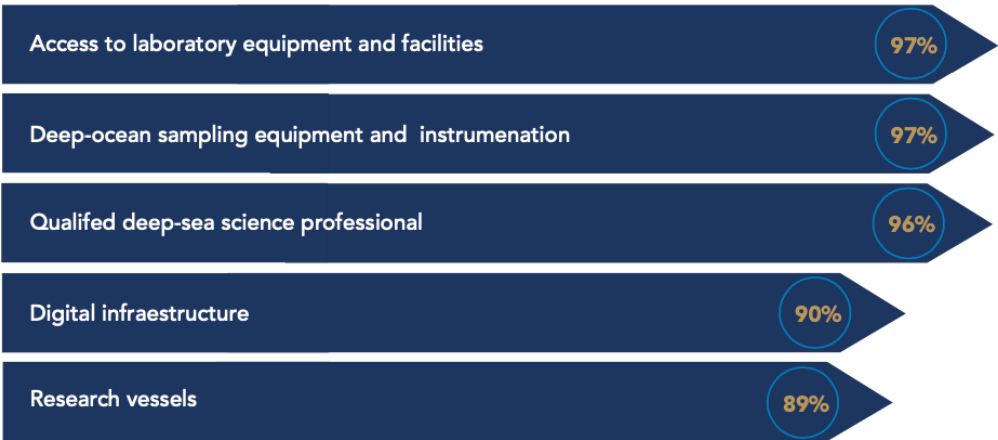 Access to laboratory equipment and facilities 97%
Deep-ocean sampling equipment and instrumenation 97%
Qualifed deep-sea science professional 96%
Digital infraestructure 90%
Research vessels 89%